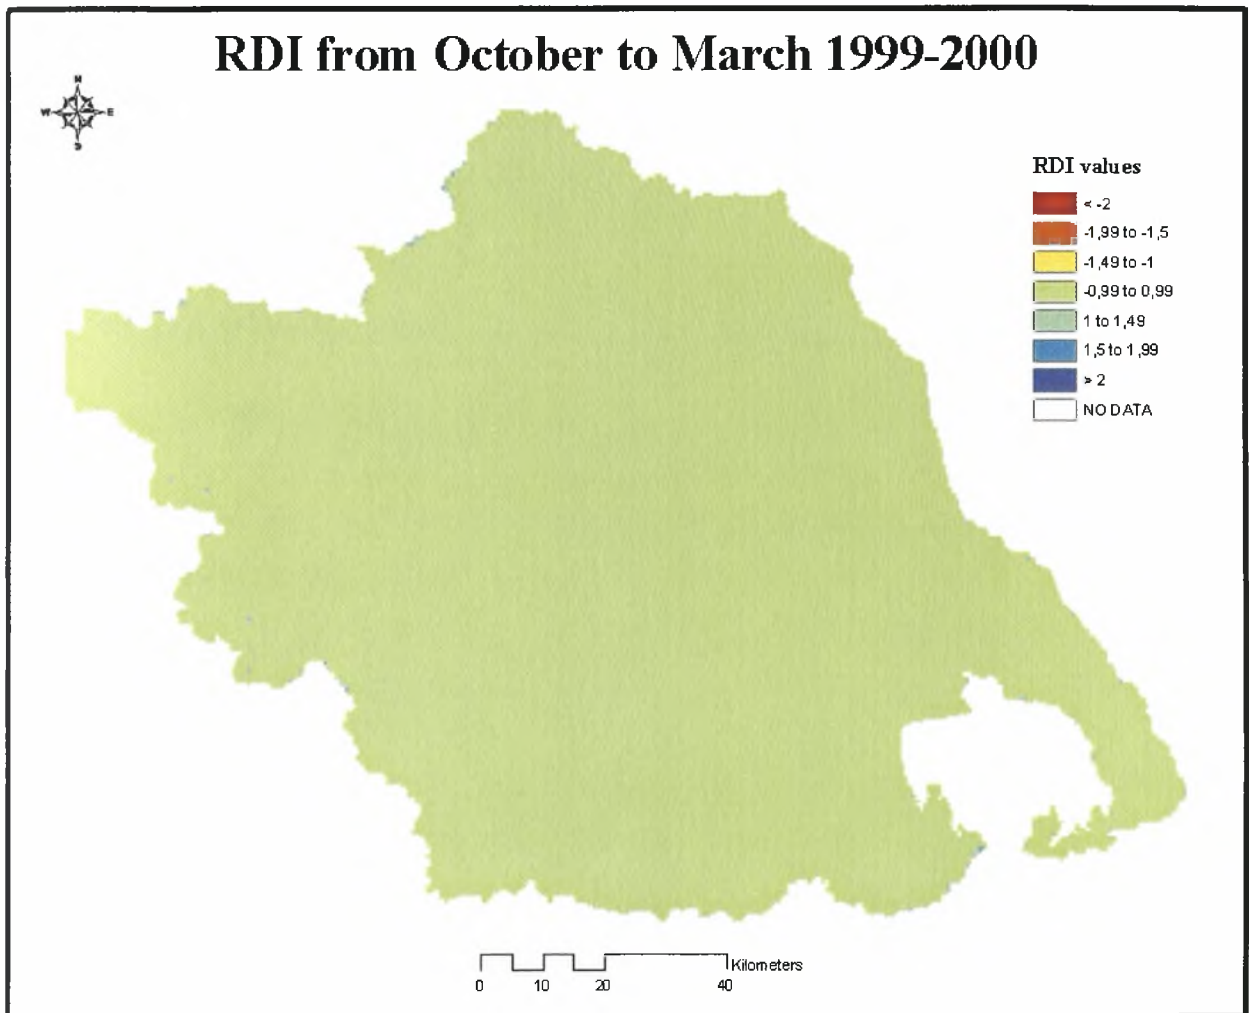 RDI from October to March 1999-2000
N
W E
S
RDI values
< -2
-1,99 to -1,5
-1,49 to -1
-0,99 to 0,99
1 to 1,49
1,5 to 1,99
> 2
NO DATA
Kilometers
0 10 20 40